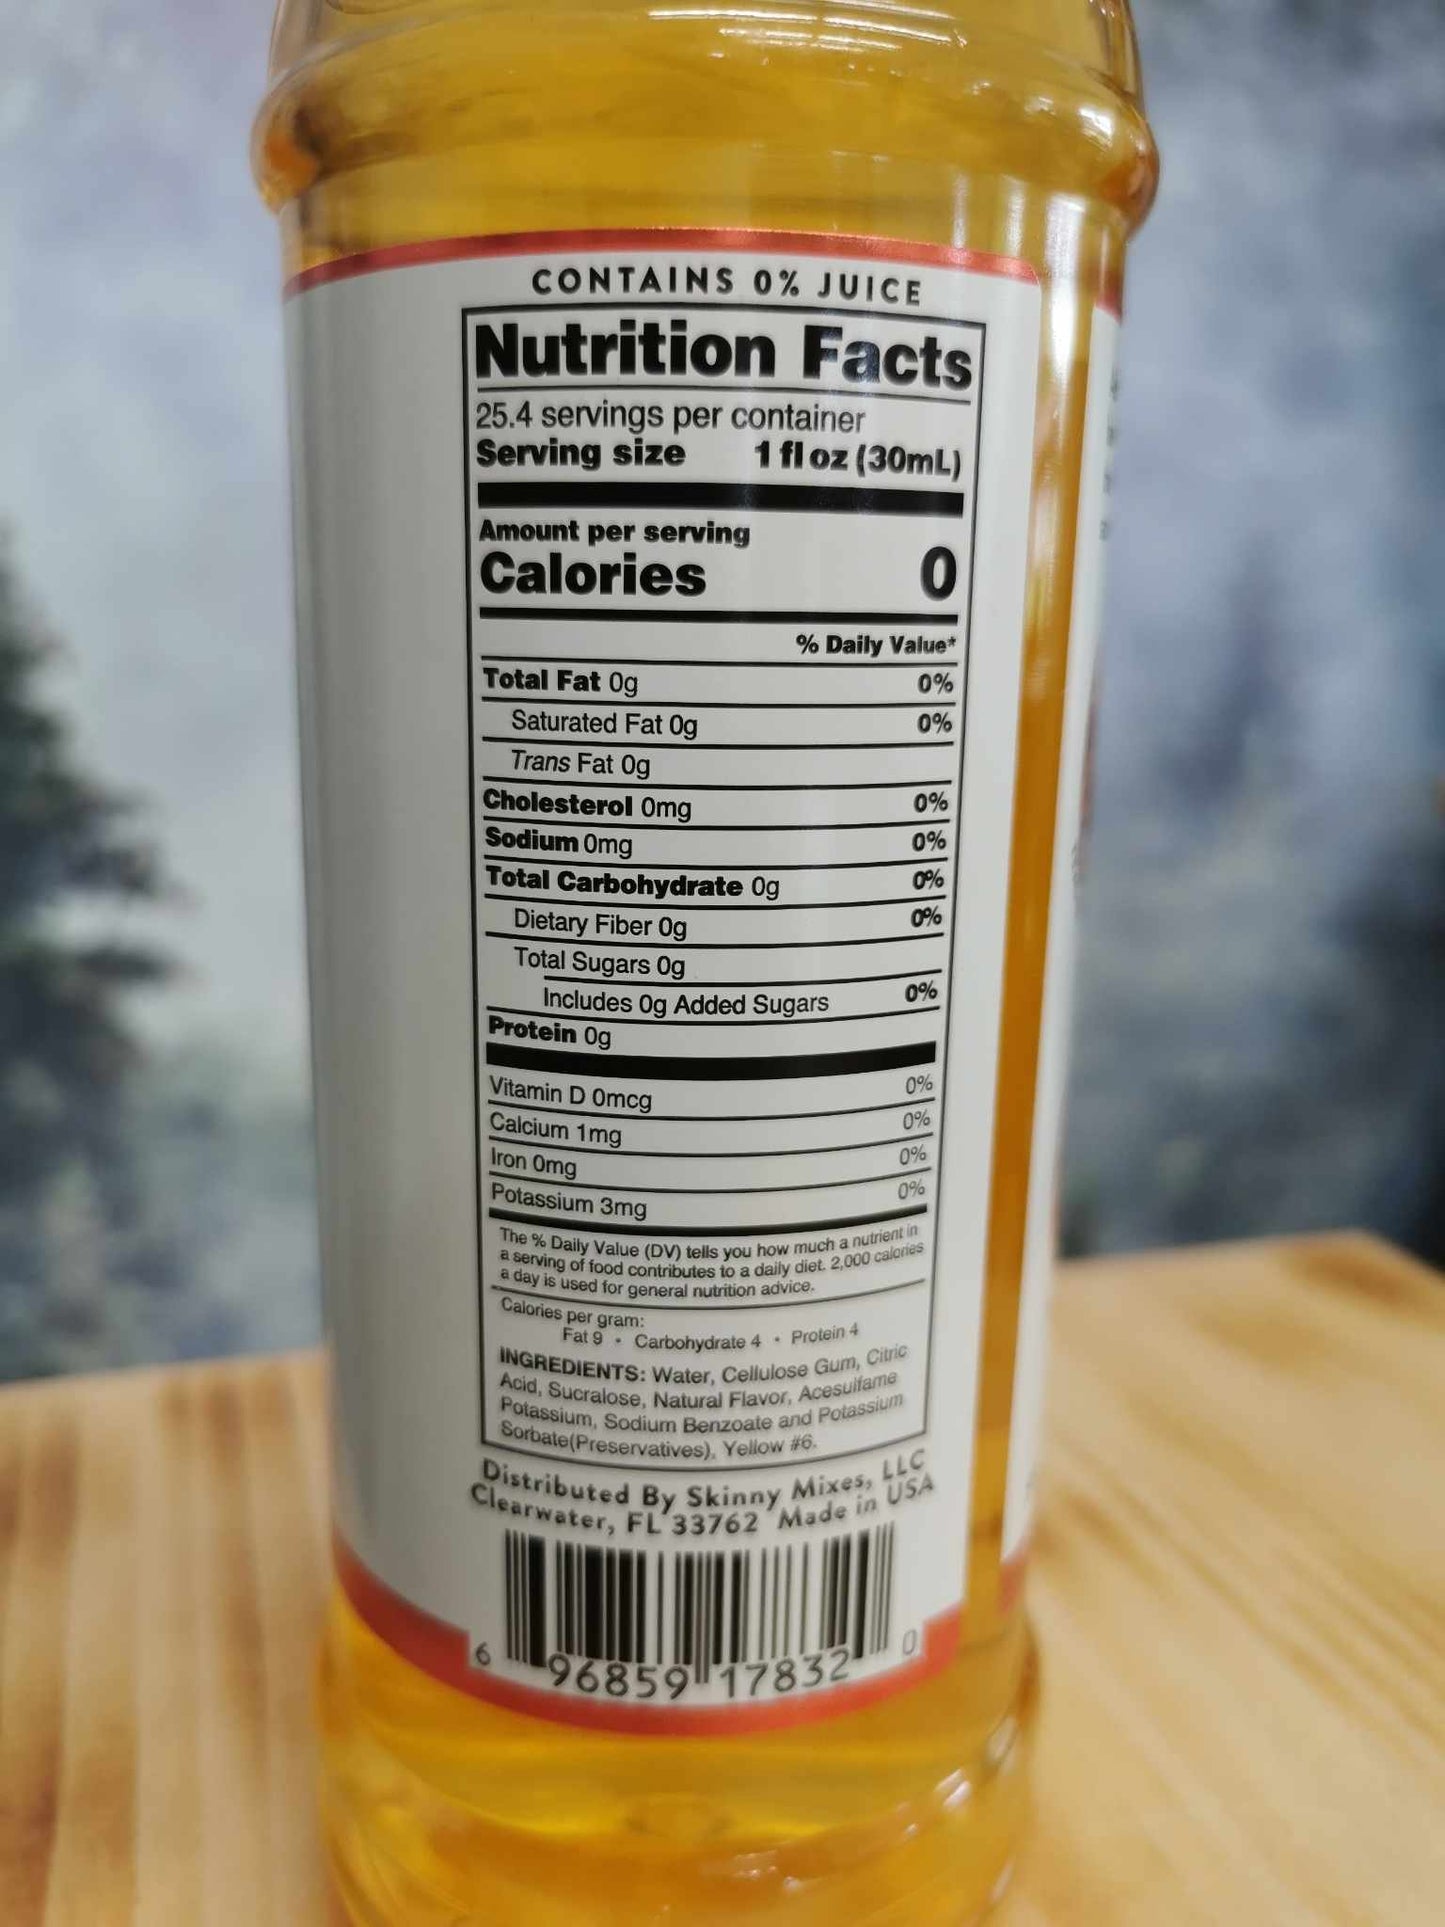 CONTAINS 0% JUICE
Nutrition Facts
25.4 servings per container
Serving size 1 fl oz (30mL)
Amount per serving
Calories 0
% Daily Value*
Total Fat 0g 0%
Saturated Fat 0g 0%
Trans Fat 0g
Cholesterol 0mg 0%
Sodium 0mg 0%
Total Carbohydrate 0g 0%
Dietary Fiber 0g 0%
Total Sugars 0g
Includes 0g Added Sugars 0%
Protein 0g
Vitamin D 0mcg 0%
Calcium 1mg 0%
Iron 0mg 0%
Potassium 3mg 0%
The % Daily Value (DV) tells you how much a nutrient in
a serving of food contributes to a daily diet. 2,000 calories
a day is used for general nutrition advice.
Calories per gram:
Fat 9 • Carbohydrate 4 • Protein 4
INGREDIENTS: Water, Cellulose Gum, Citric
Acid, Sucralose, Natural Flavor, Acesulfame
Potassium, Sodium Benzoate and Potassium
Sorbate(Preservatives), Yellow #6.
Distributed By Skinny Mixes, LLC
Clearwater, FL 33762 Made in USA
6 96859 17832 0